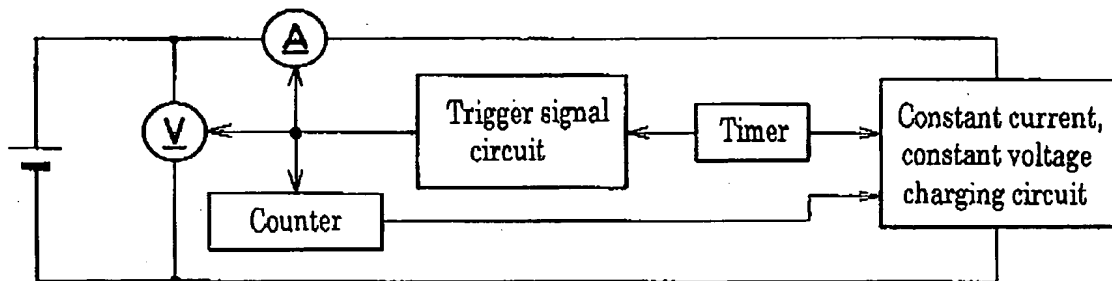 A
V
Trigger signal
circuit
Timer
Constant current,
constant voltage
charging circuit
Counter